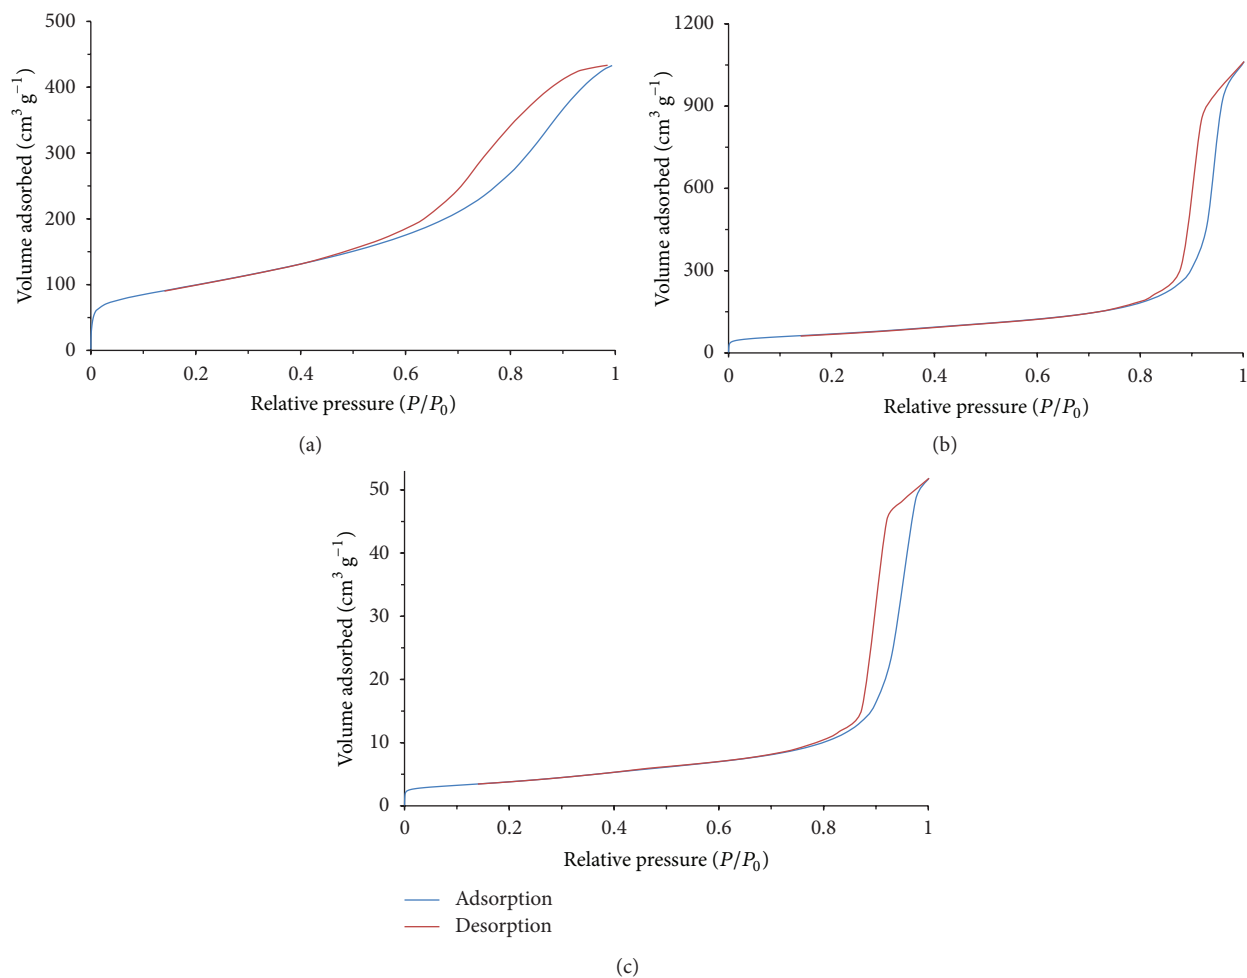 500
400
300
200
100
0
Volume adsorbed (cm³ g⁻¹)
0 0.2 0.4 0.6 0.8 1
Relative pressure (P/P₀)
(a)
1200
900
600
300
0
Volume adsorbed (cm³ g⁻¹)
0 0.2 0.4 0.6 0.8 1
Relative pressure (P/P₀)
(b)
50
40
30
20
10
0
Volume adsorbed (cm³ g⁻¹)
0 0.2 0.4 0.6 0.8 1
Relative pressure (P/P₀)
Adsorption
Desorption
(c)